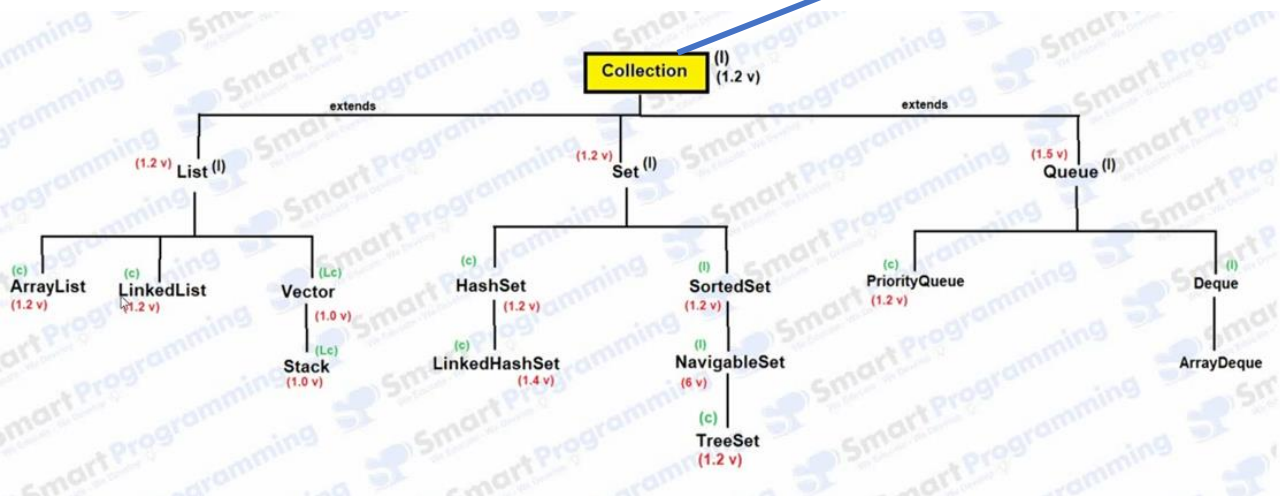 Collection (I)
(1.2 v)
extends
extends
(1.2 v) List (I)
(1.2 v)
Set (I)
(1.5 v)
Queue (I)
(c)
ArrayList
(1.2 v)
(c)
LinkedList
1.2 v)
(Lc)
Vector
(1.0 v)
(Lc)
Stack
(1.0 v)
(c)
HashSet
(1.2 v)
(c)
LinkedHashSet
(1.4 v)
(I)
SortedSet
(1.2 v)
(I)
NavigableSet
(6 v)
(c)
TreeSet
(1.2 v)
(c)
PriorityQueue
(1.2 v)
(I)
Deque
ArrayDeque
Smart Programming